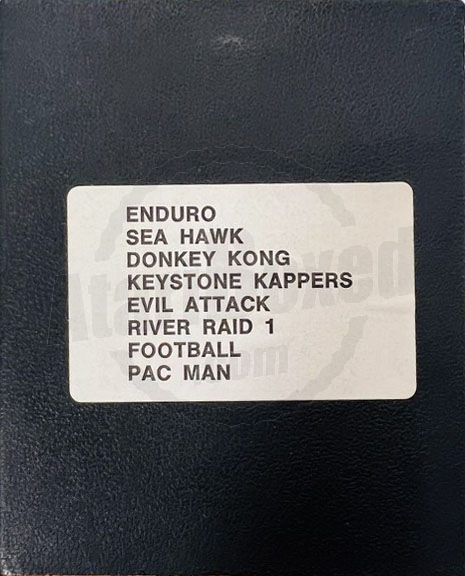 ENDURO
SEA HAWK
DONKEY KONG
KEYSTONE KAPPERS
EVIL ATTACK
RIVER RAID 1
FOOTBALL
PAC MAN